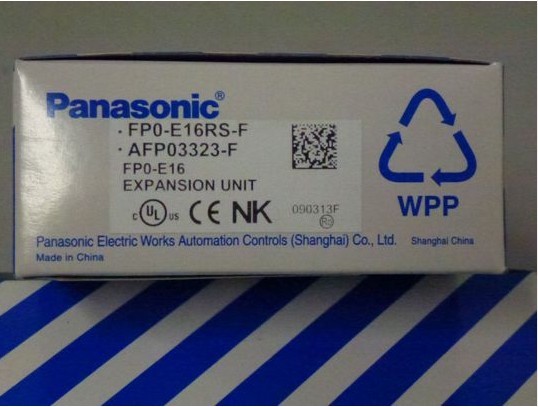 Panasonic®
· FP0-E16RS-F
· AFP03323-F
FP0-E16
EXPANSION UNIT
c UL US CE NK
090313F
WPP
Panasonic Electric Works Automation Controls (Shanghai) Co., Ltd. Shanghai China
Made in China